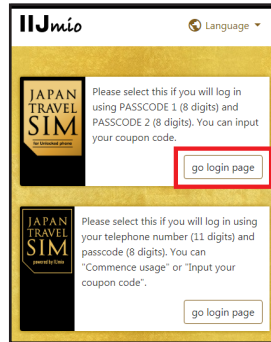 IIJmio
Language
JAPAN
TRAVEL
SIM
for Unlocked phone
Please select this if you will log in
using PASSCODE 1 (8 digits) and
PASSCODE 2 (8 digits). You can input
your coupon code.
go login page
JAPAN
TRAVEL
SIM
powered by IIJmio
Please select this if you will log in using
your telephone number (11 digits) and
passcode (8 digits). You can
"Commence usage" or "Input your
coupon code".
go login page